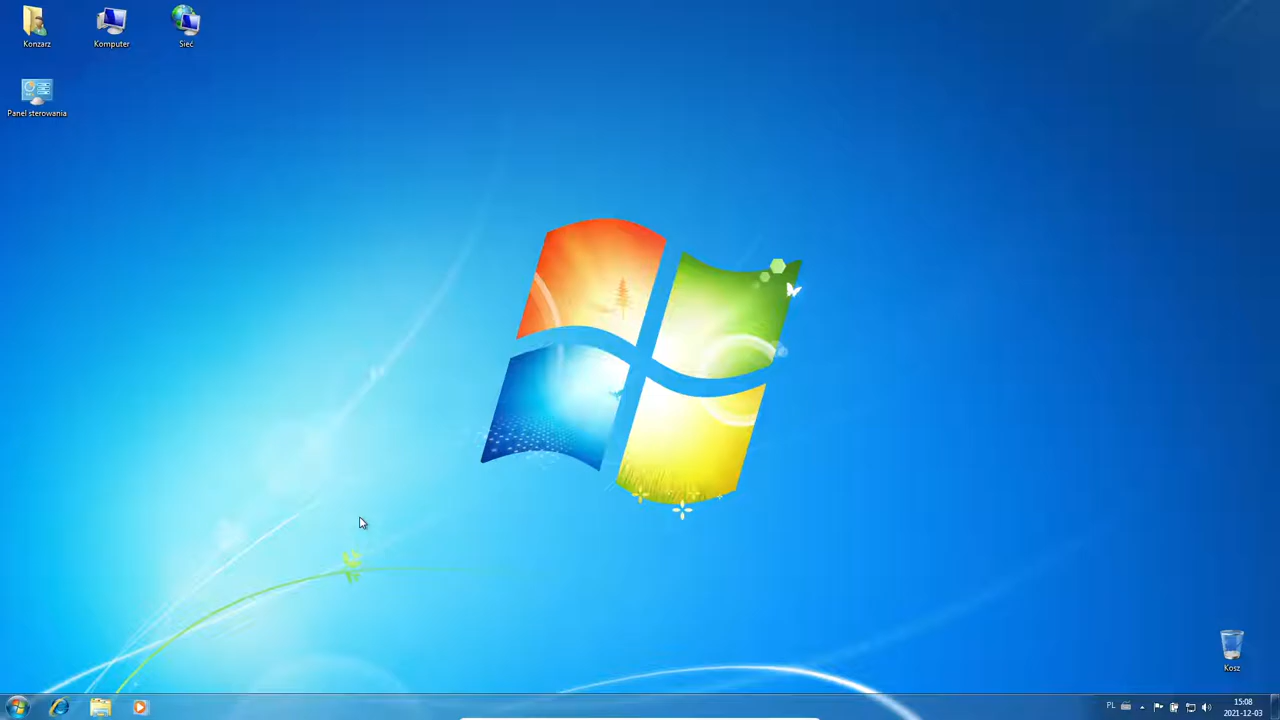 Konzarz
Komputer
Sieć
Panel sterowania
Kosz
PL
15:08
2021-12-03